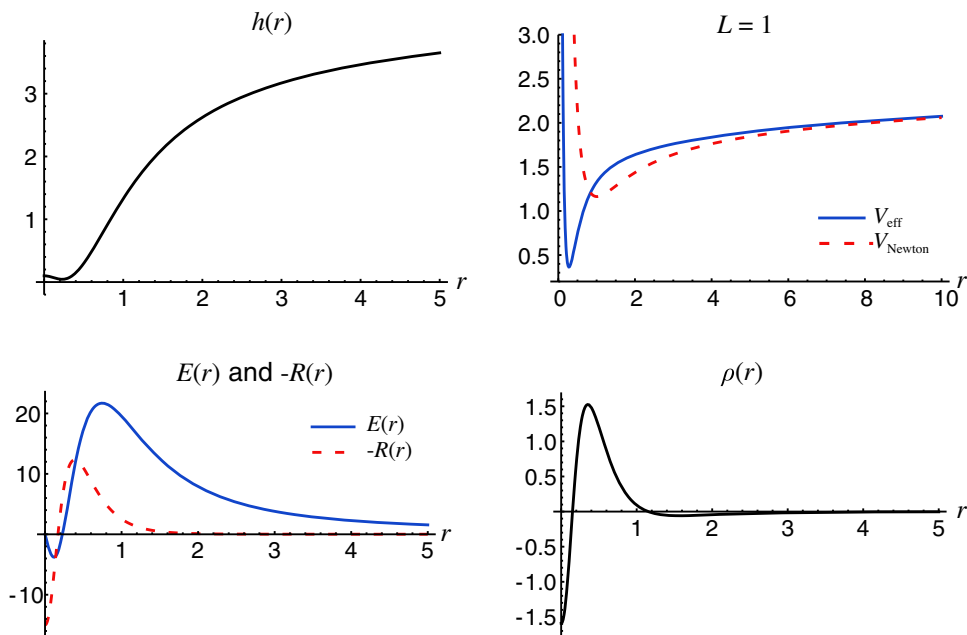 h(r)
3
2
1
1 2 3 4 5 r
L = 1
3.0
2.5
2.0
1.5
1.0
0.5
V_eff
V_Newton
0 2 4 6 8 10 r
E(r) and -R(r)
20
10
-10
E(r)
-R(r)
1 2 3 4 5 r
ρ(r)
1.5
1.0
0.5
-0.5
-1.0
-1.5
1 2 3 4 5 r